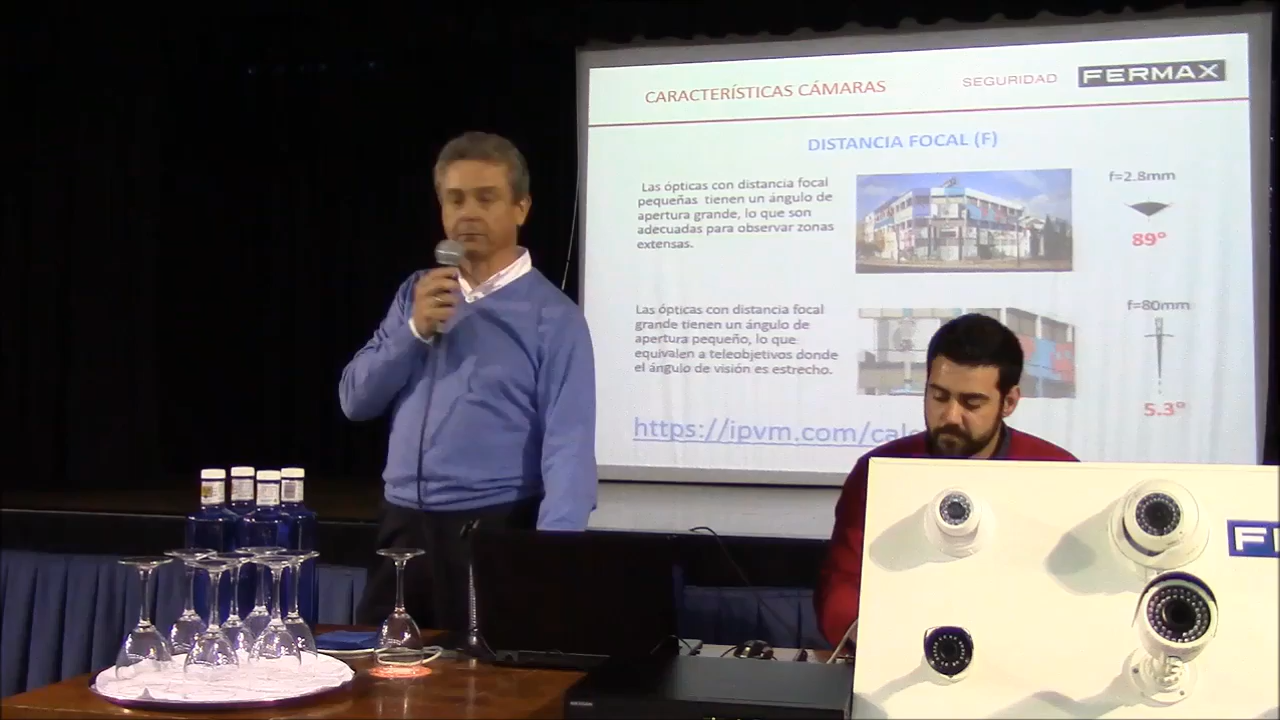 CARACTERÍSTICAS CÁMARAS
SEGURIDAD FERMAX
DISTANCIA FOCAL (F)
Las ópticas con distancia focal
pequeñas tienen un ángulo de
apertura grande, lo que son
adecuadas para observar zonas
extensas.
f=2.8mm
89°
Las ópticas con distancia focal
grande tienen un ángulo de
apertura pequeño, lo que
equivalen a teleobjetivos donde
el ángulo de visión es estrecho.
f=80mm
5.3°
https://ipvm.com/calc
F